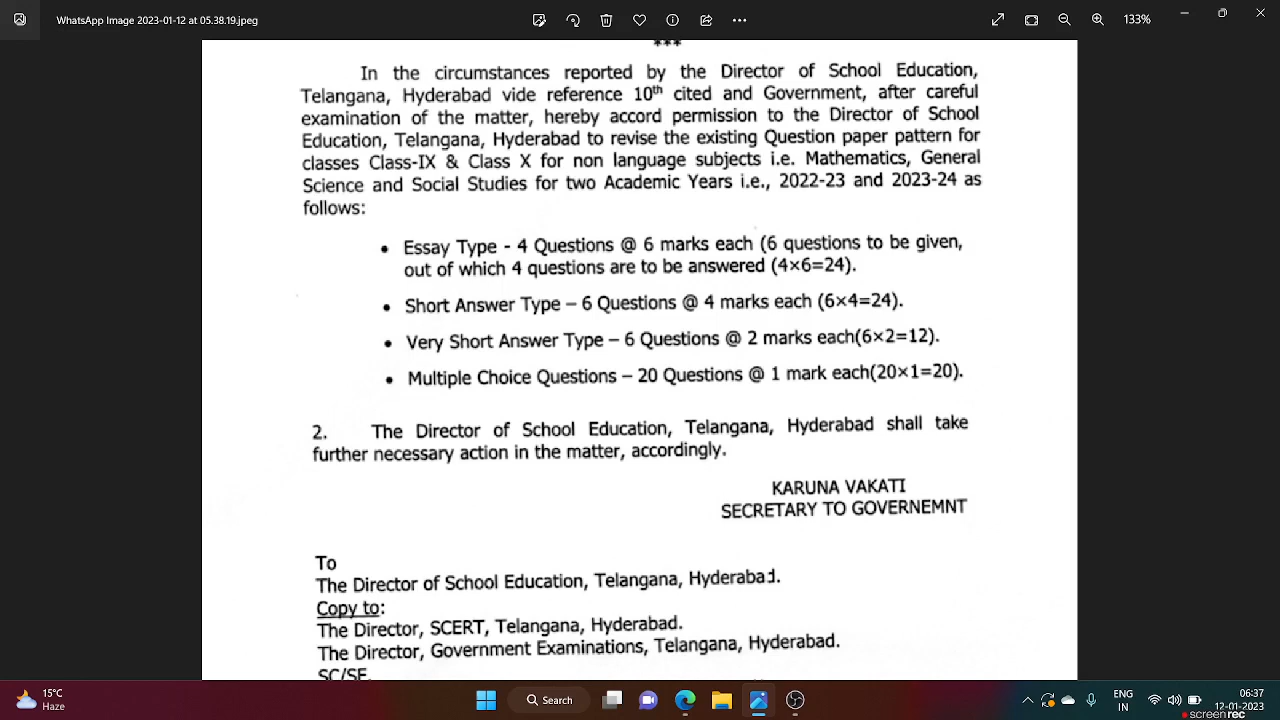 WhatsApp Image 2023-01-12 at 05.38.19.jpeg
133%
***
In the circumstances reported by the Director of School Education,
Telangana, Hyderabad vide reference 10th cited and Government, after careful
examination of the matter, hereby accord permission to the Director of School
Education, Telangana, Hyderabad to revise the existing Question paper pattern for
classes Class-IX & Class X for non language subjects i.e. Mathematics, General
Science and Social Studies for two Academic Years i.e., 2022-23 and 2023-24 as
follows:
• Essay Type - 4 Questions @ 6 marks each (6 questions to be given,
out of which 4 questions are to be answered (4×6=24).
• Short Answer Type – 6 Questions @ 4 marks each (6×4=24).
• Very Short Answer Type – 6 Questions @ 2 marks each(6×2=12).
• Multiple Choice Questions – 20 Questions @ 1 mark each(20×1=20).
2. The Director of School Education, Telangana, Hyderabad shall take
further necessary action in the matter, accordingly.
KARUNA VAKATI
SECRETARY TO GOVERNEMNT
To
The Director of School Education, Telangana, Hyderabad.
Copy to:
The Director, SCERT, Telangana, Hyderabad.
The Director, Government Examinations, Telangana, Hyderabad.
SC/SF.
15°C
Haze
Search
ENG
IN
06:37
12-01-2023
screenrec